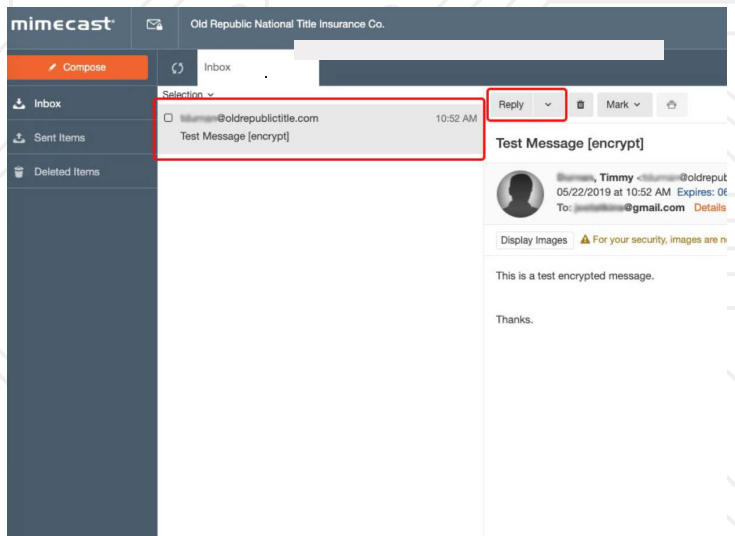 mimecast
Old Republic National Title Insurance Co.
Compose
Inbox
Inbox
Sent Items
Deleted Items
Selection
@oldrepublictitle.com 10:52 AM
Test Message [encrypt]
Reply Mark
Test Message [encrypt]
, Timmy < @oldrepub
05/22/2019 at 10:52 AM Expires: 06
To: @gmail.com Details
Display Images For your security, images are n
This is a test encrypted message.
Thanks.